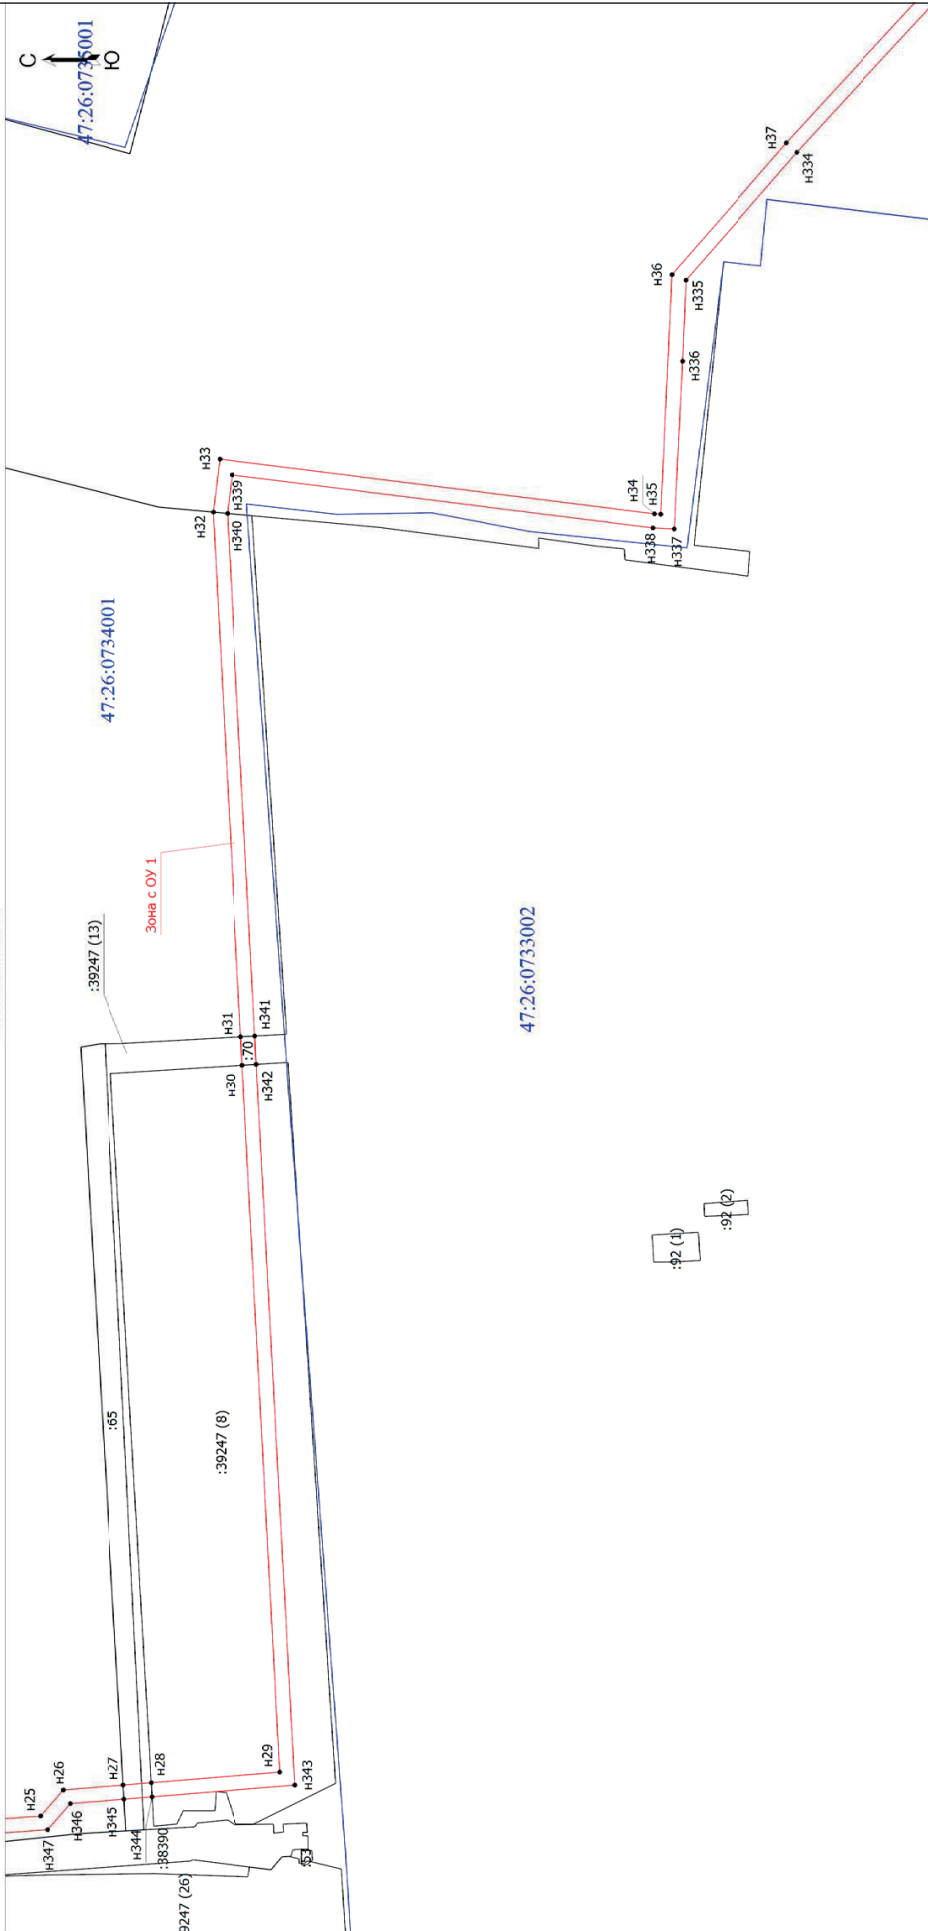 С
Ю
47:26:0735001
н37
н334
н36
н335
н336
н33
н339
н32
н340
н34
н35
н338
н337
47:26:0734001
Зона с ОУ 1
:39247 (13)
47:26:0733002
н31
н341
:70
н30
н342
:92 (2)
:92 (1)
:65
:39247 (8)
н29
н343
н27
н28
н26
н25
н345
н346
н344
н347
:38390
:53
9247 (26)